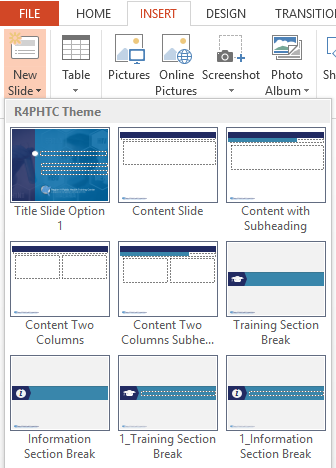 FILE HOME INSERT DESIGN TRANSITION
New Slide Table Pictures Online Pictures Screenshot Photo Album
R4PHTC Theme
Title Slide Option 1
Content Slide
Content with Subheading
Content Two Columns
Content Two Columns Subhe...
Training Section Break
Information Section Break
1_Training Section Break
1_Information Section Break